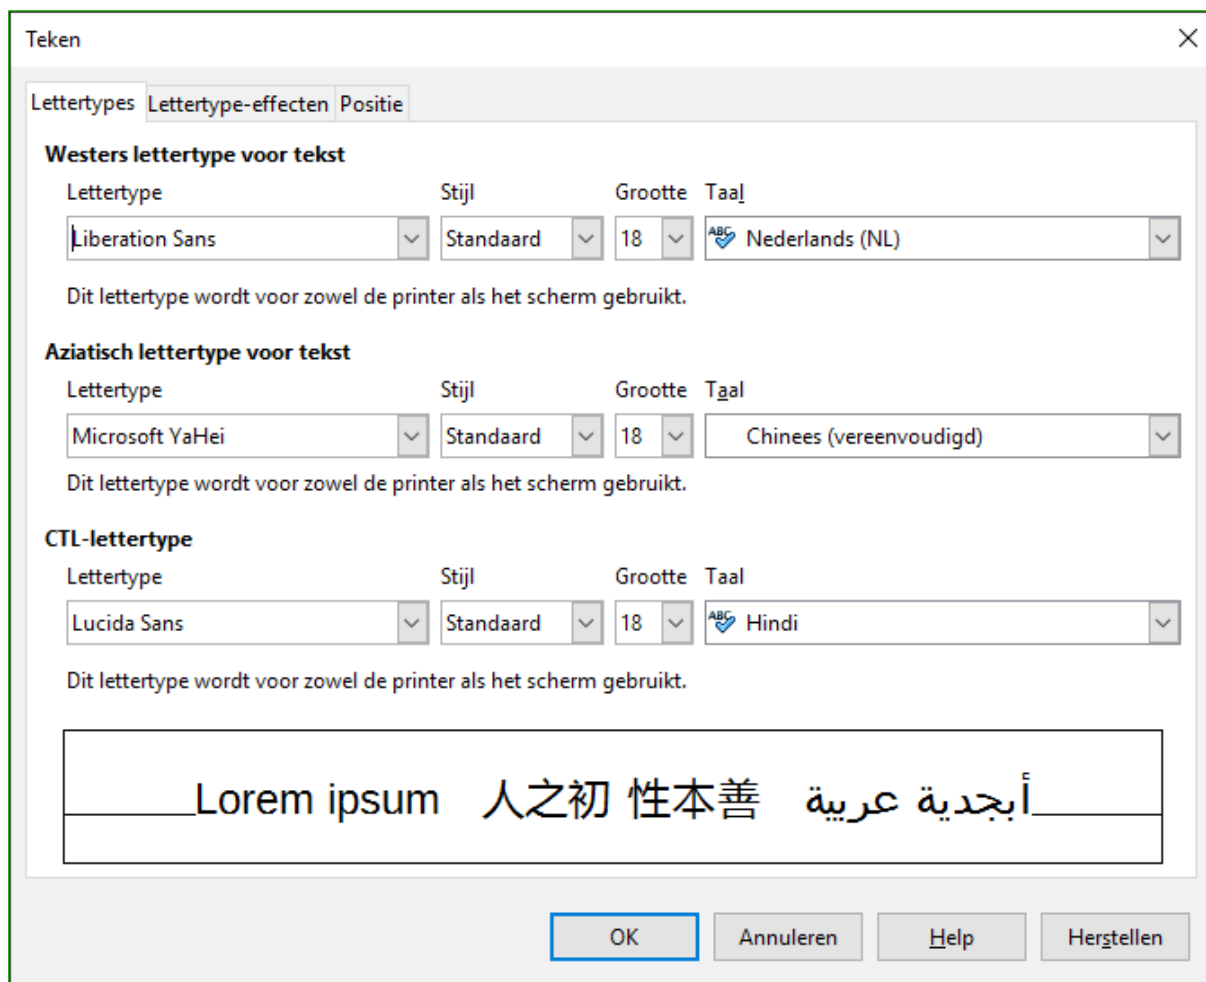 Teken
Lettertypes Lettertype-effecten Positie
Westers lettertype voor tekst
Lettertype Stijl Grootte Taal
Liberation Sans Standaard 18 ABC Nederlands (NL)
Dit lettertype wordt voor zowel de printer als het scherm gebruikt.
Aziatisch lettertype voor tekst
Lettertype Stijl Grootte Taal
Microsoft YaHei Standaard 18 Chinees (vereenvoudigd)
Dit lettertype wordt voor zowel de printer als het scherm gebruikt.
CTL-lettertype
Lettertype Stijl Grootte Taal
Lucida Sans Standaard 18 ABC Hindi
Dit lettertype wordt voor zowel de printer als het scherm gebruikt.
Lorem ipsum 人之初 性本善 أبجدية عربية
OK Annuleren Help Herstellen